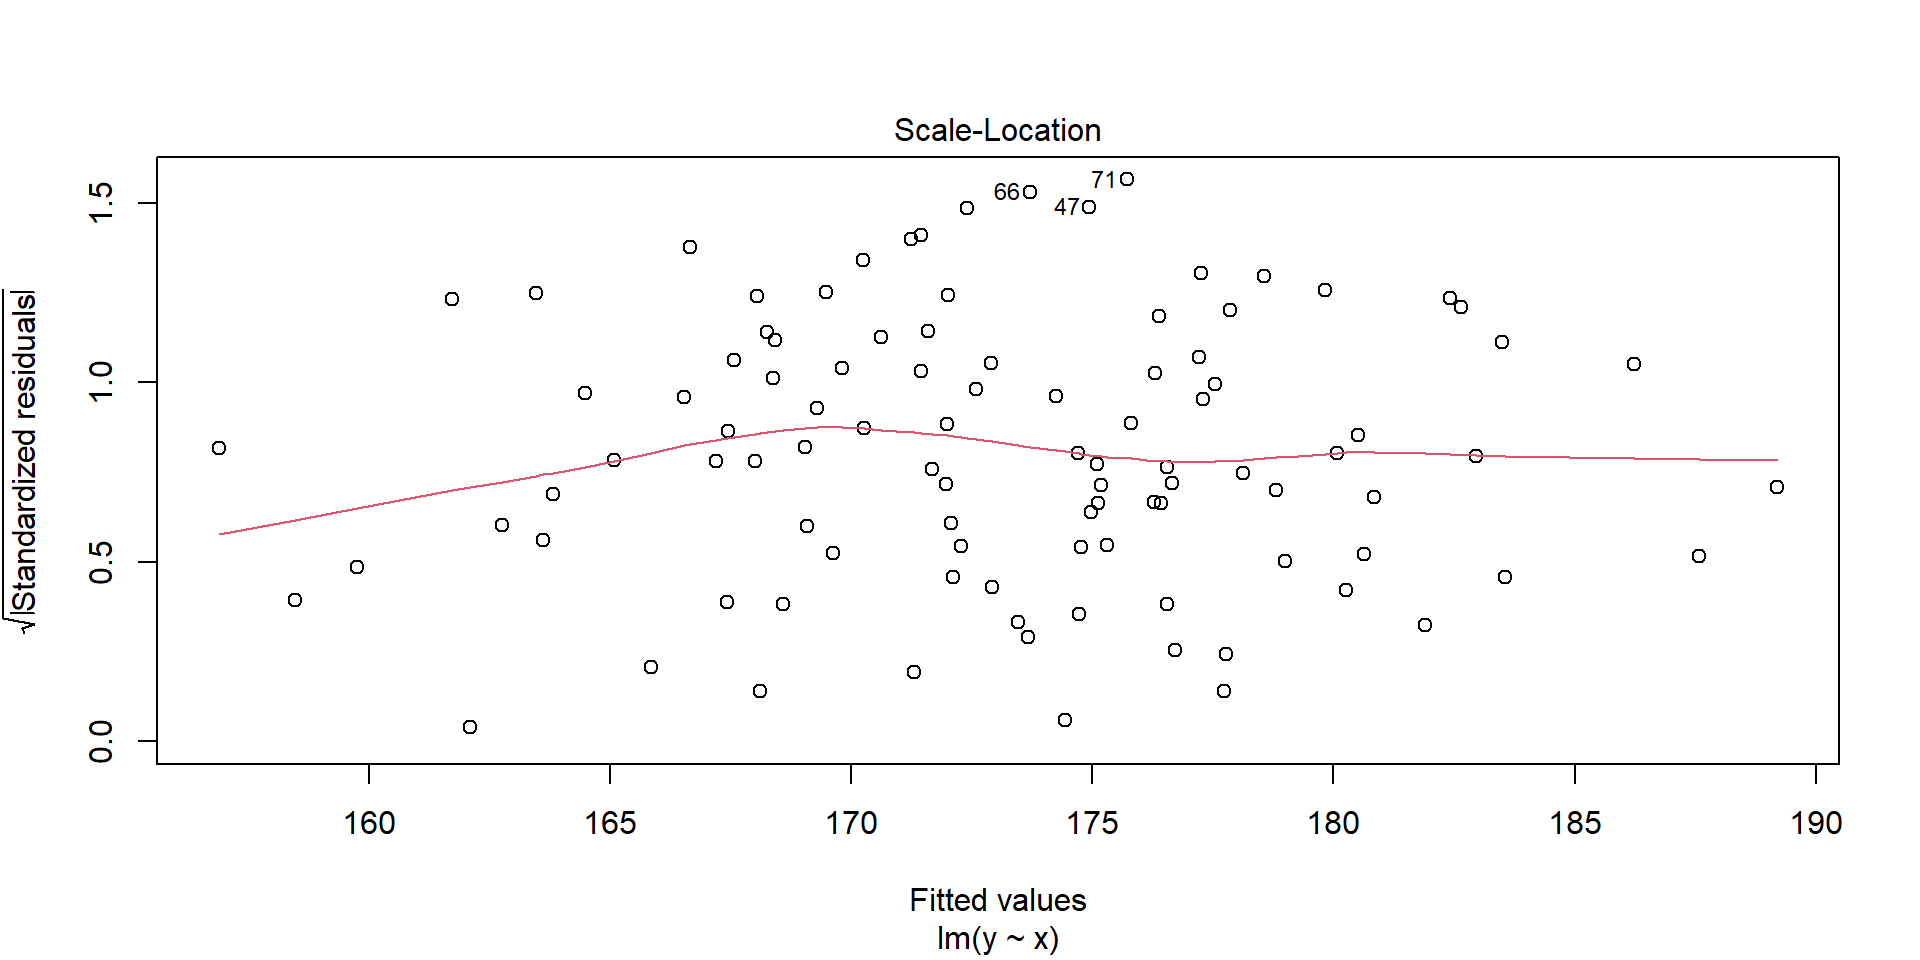 Scale-Location
√|Standardized residuals|
1.5
1.0
0.5
0.0
66
71
47
160 165 170 175 180 185 190
Fitted values
lm(y ~ x)